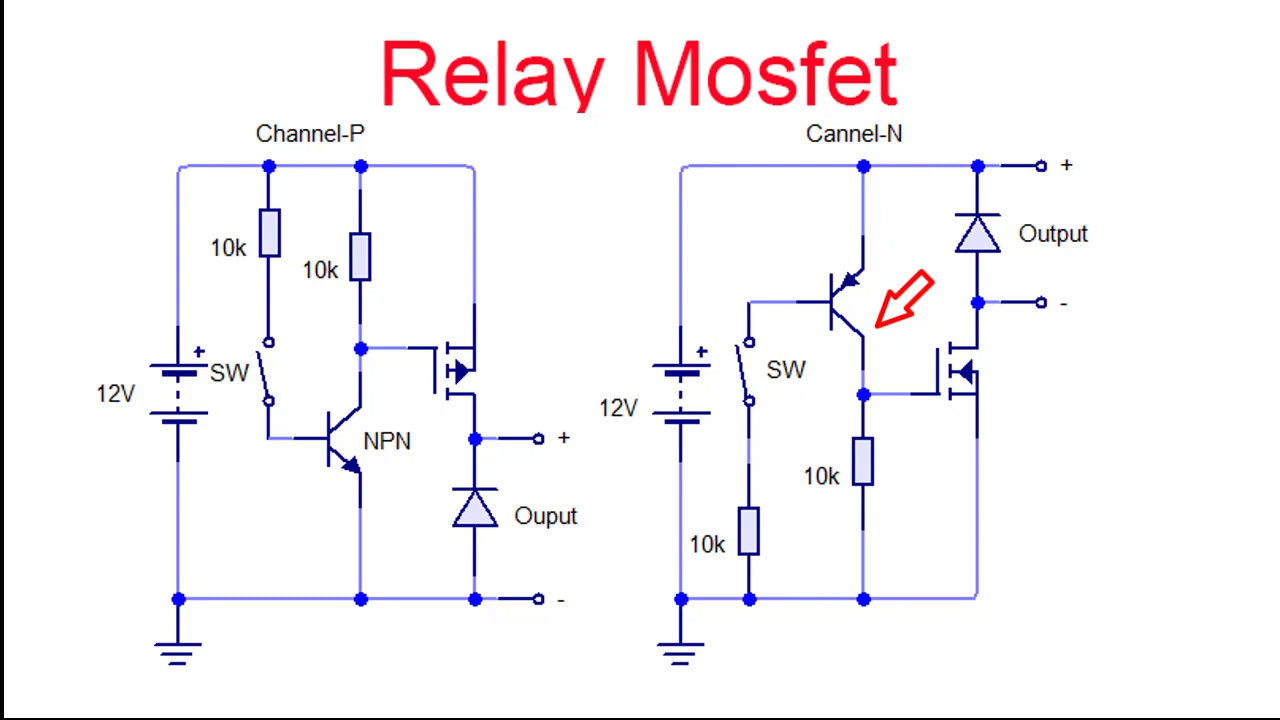 Relay Mosfet
Channel-P
10k
10k
+
SW
12V
NPN
+
Ouput
-
Cannel-N
+
Output
-
+
SW
12V
10k
10k